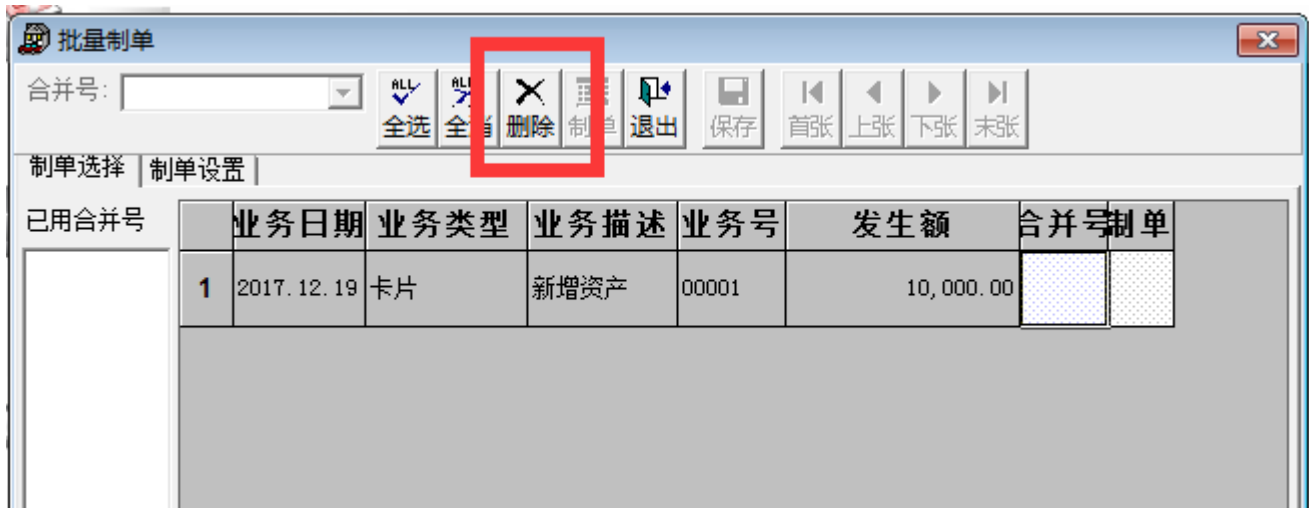 批量制单
合并号:
ALL ALL
全选 全消 删除 制单 退出 保存 首张 上张 下张 末张
制单选择 制单设置
已用合并号 业务日期 业务类型 业务描述 业务号 发生额 合并号 制单
1 2017.12.19 卡片 新增资产 00001 10,000.00